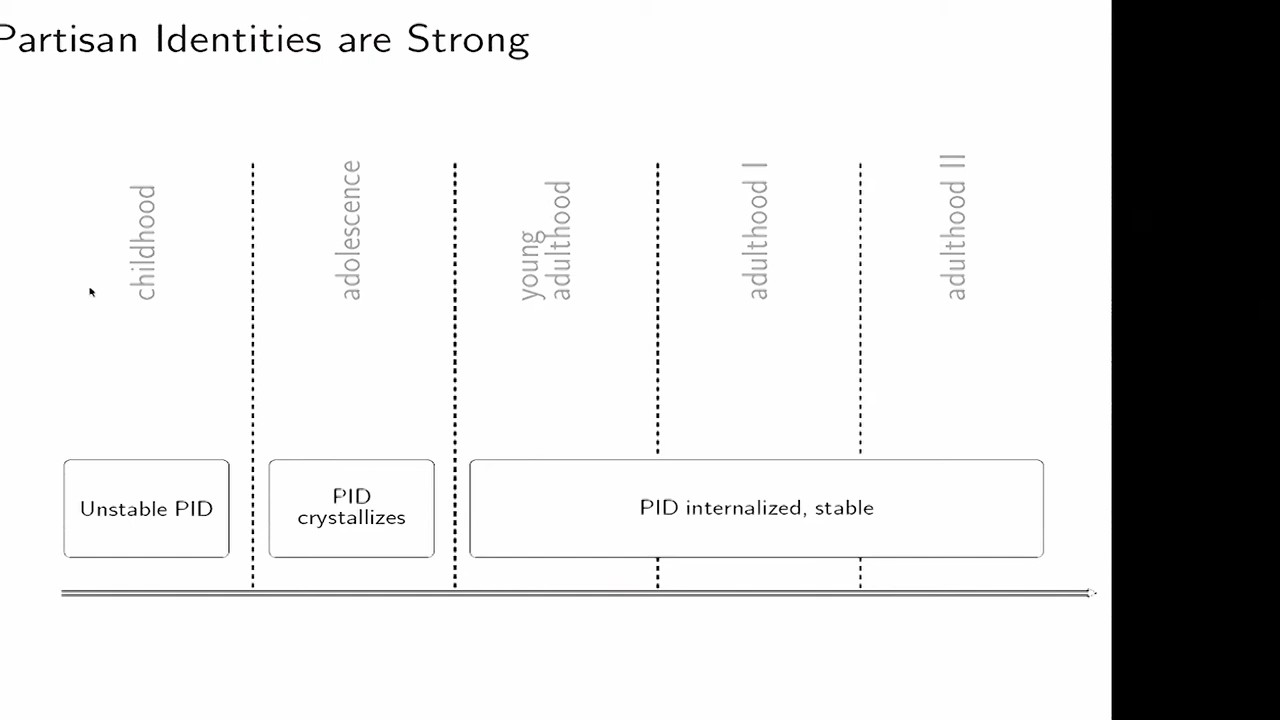 Partisan Identities are Strong
childhood
adolescence
young
adulthood
adulthood I
adulthood II
Unstable PID
PID
crystallizes
PID internalized, stable